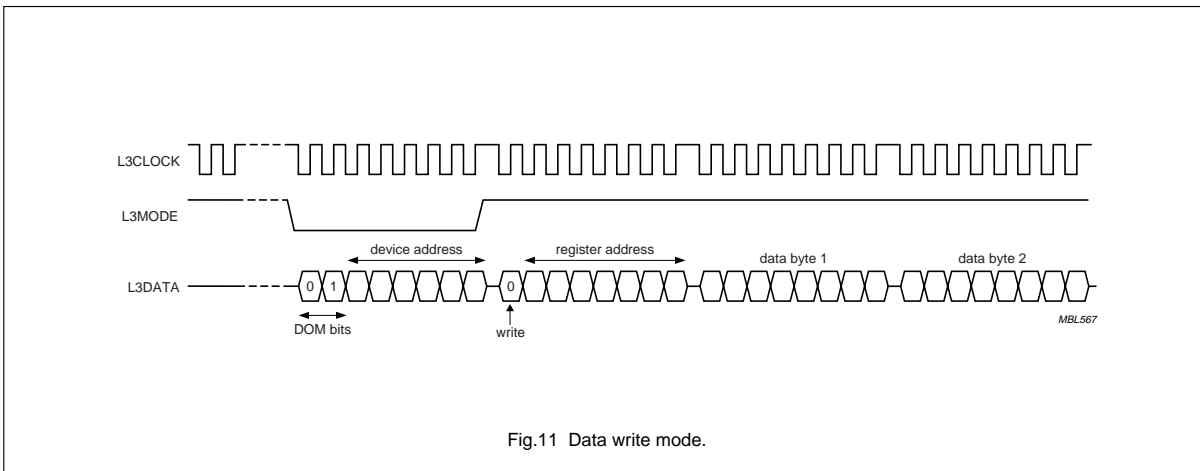 L3CLOCK
L3MODE
device address
register address
data byte 1
data byte 2
L3DATA
0
1
0
DOM bits
write
MBL567
Fig.11 Data write mode.